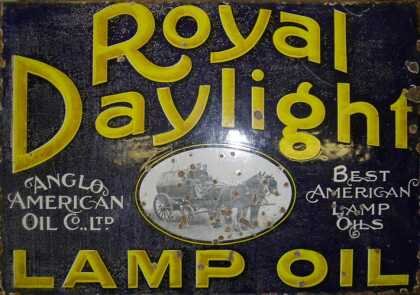 Royal
Daylight
ANGLO
AMERICAN
OIL CO., LTD
BEST
AMERICAN
LAMP
OILS
LAMP OIL